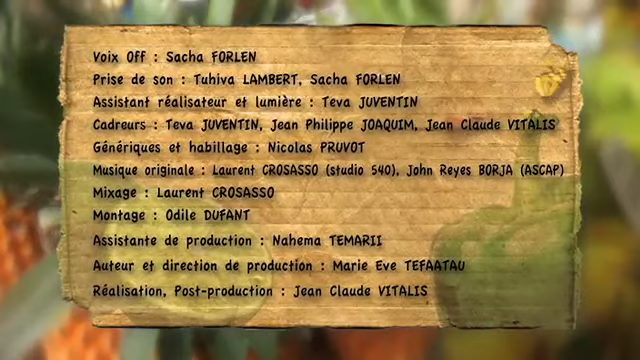 Voix Off : Sacha FORLEN
Prise de son : Tuhiva LAMBERT, Sacha FORLEN
Assistant réalisateur et lumière : Teva JUVENTIN
Cadreurs : Teva JUVENTIN, Jean Philippe JOAQUIM, Jean Claude VITALIS
Génériques et habillage : Nicolas PRUVOT
Musique originale : Laurent CROSASSO (studio 540), John Reyes BORJA (ASCAP)
Mixage : Laurent CROSASSO
Montage : Odile DUFANT
Assistante de production : Nahema TEMARII
Auteur et direction de production : Marie Eve TEFAATAU
Réalisation, Post-production : Jean Claude VITALIS